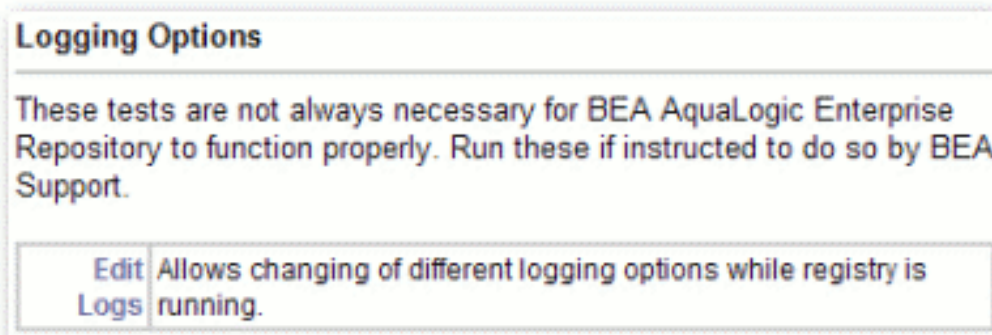 Logging Options
These tests are not always necessary for BEA AquaLogic Enterprise
Repository to function properly. Run these if instructed to do so by BEA
Support.
Edit Allows changing of different logging options while registry is
Logs running.